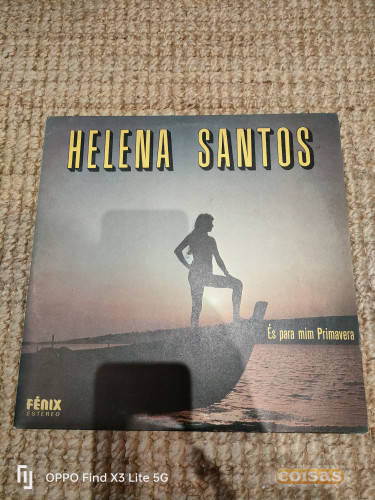 HELENA SANTOS
És para mim Primavera
FÉNIX
ESTEREO
OPPO Find X3 Lite 5G
coisas